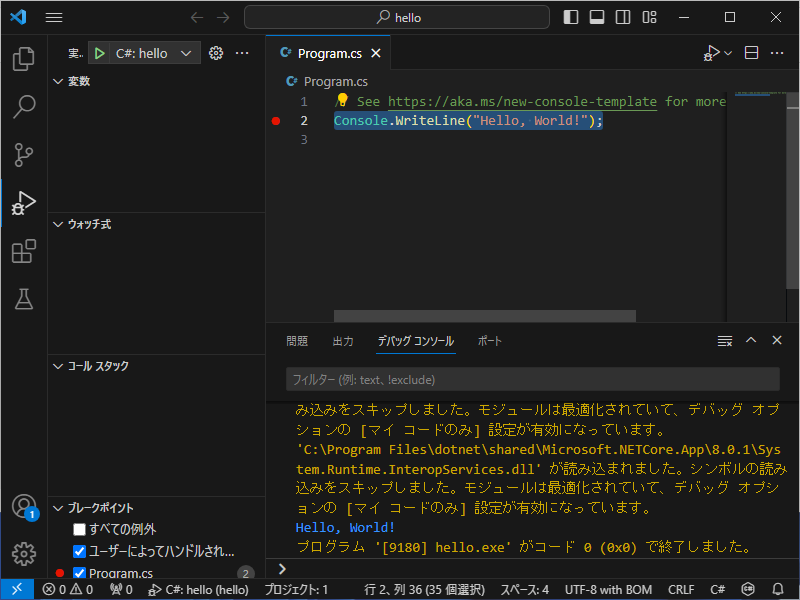 hello
実..
C#: hello
Program.cs
変数
Program.cs
1
See https://aka.ms/new-console-template for more
2
Console.WriteLine("Hello, World!");
3
ウォッチ式
コール スタック
問題
出力
デバッグ コンソール
ポート
フィルター (例: text、!exclude)
み込みをスキップしました。モジュールは最適化されていて、デバッグ オプ
ションの [マイ コードのみ] 設定が有効になっています。
'C:\Program Files\dotnet\shared\Microsoft.NETCore.App\8.0.1\Sys
tem.Runtime.InteropServices.dll' が読み込まれました。シンボルの読み
込みをスキップしました。モジュールは最適化されていて、デバッグ オプシ
ョンの [マイ コードのみ] 設定が有効になっています。
Hello, World!
プログラム '[9180] hello.exe' がコード 0 (0x0) で終了しました。
ブレークポイント
すべての例外
ユーザーによってハンドルされ...
Program.cs
2
1
0
0
0
C#: hello (hello)
プロジェクト: 1
行 2、列 36 (35 個選択)
スペース: 4
UTF-8 with BOM
CRLF
C#